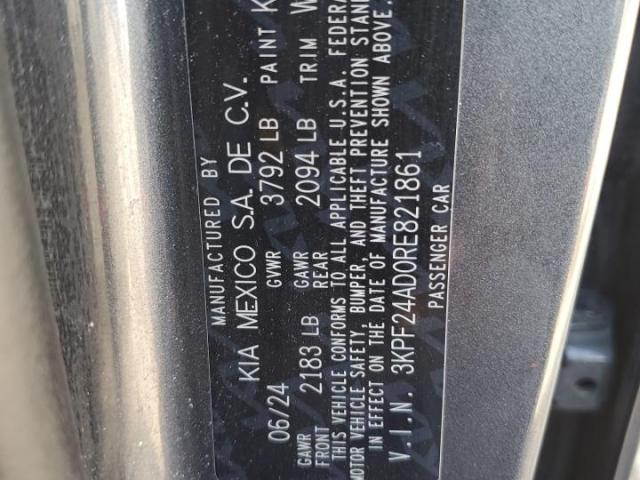 MANUFACTURED BY
KIA MEXICO S.A. DE C.V.
06/24 GVWR 3792 LB PAINT K
GAWR FRONT 2183 LB GAWR REAR 2094 LB TRIM W
THIS VEHICLE CONFORMS TO ALL APPLICABLE U.S.A. FEDERA
MOTOR VEHICLE SAFETY, BUMPER, AND THEFT PREVENTION STAN
IN EFFECT ON THE DATE OF MANUFACTURE SHOWN ABOVE.
V.I.N. 3KPF24AD0RE821861
PASSENGER CAR